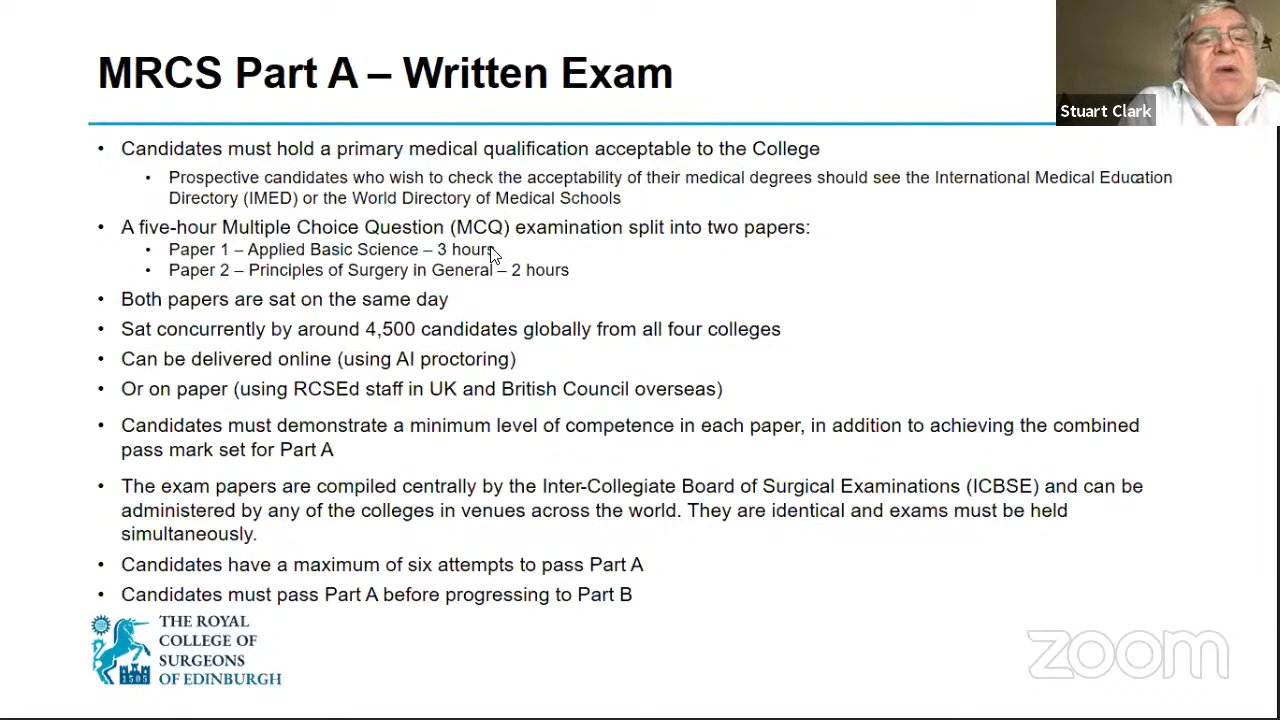 MRCS Part A – Written Exam
Stuart Clark
• Candidates must hold a primary medical qualification acceptable to the College
• Prospective candidates who wish to check the acceptability of their medical degrees should see the International Medical Education
Directory (IMED) or the World Directory of Medical Schools
• A five-hour Multiple Choice Question (MCQ) examination split into two papers:
• Paper 1 – Applied Basic Science – 3 hours
• Paper 2 – Principles of Surgery in General – 2 hours
• Both papers are sat on the same day
• Sat concurrently by around 4,500 candidates globally from all four colleges
• Can be delivered online (using AI proctoring)
• Or on paper (using RCSEd staff in UK and British Council overseas)
• Candidates must demonstrate a minimum level of competence in each paper, in addition to achieving the combined
pass mark set for Part A
• The exam papers are compiled centrally by the Inter-Collegiate Board of Surgical Examinations (ICBSE) and can be
administered by any of the colleges in venues across the world. They are identical and exams must be held
simultaneously.
• Candidates have a maximum of six attempts to pass Part A
• Candidates must pass Part A before progressing to Part B
THE ROYAL
COLLEGE OF
SURGEONS
OF EDINBURGH
1505
zoom